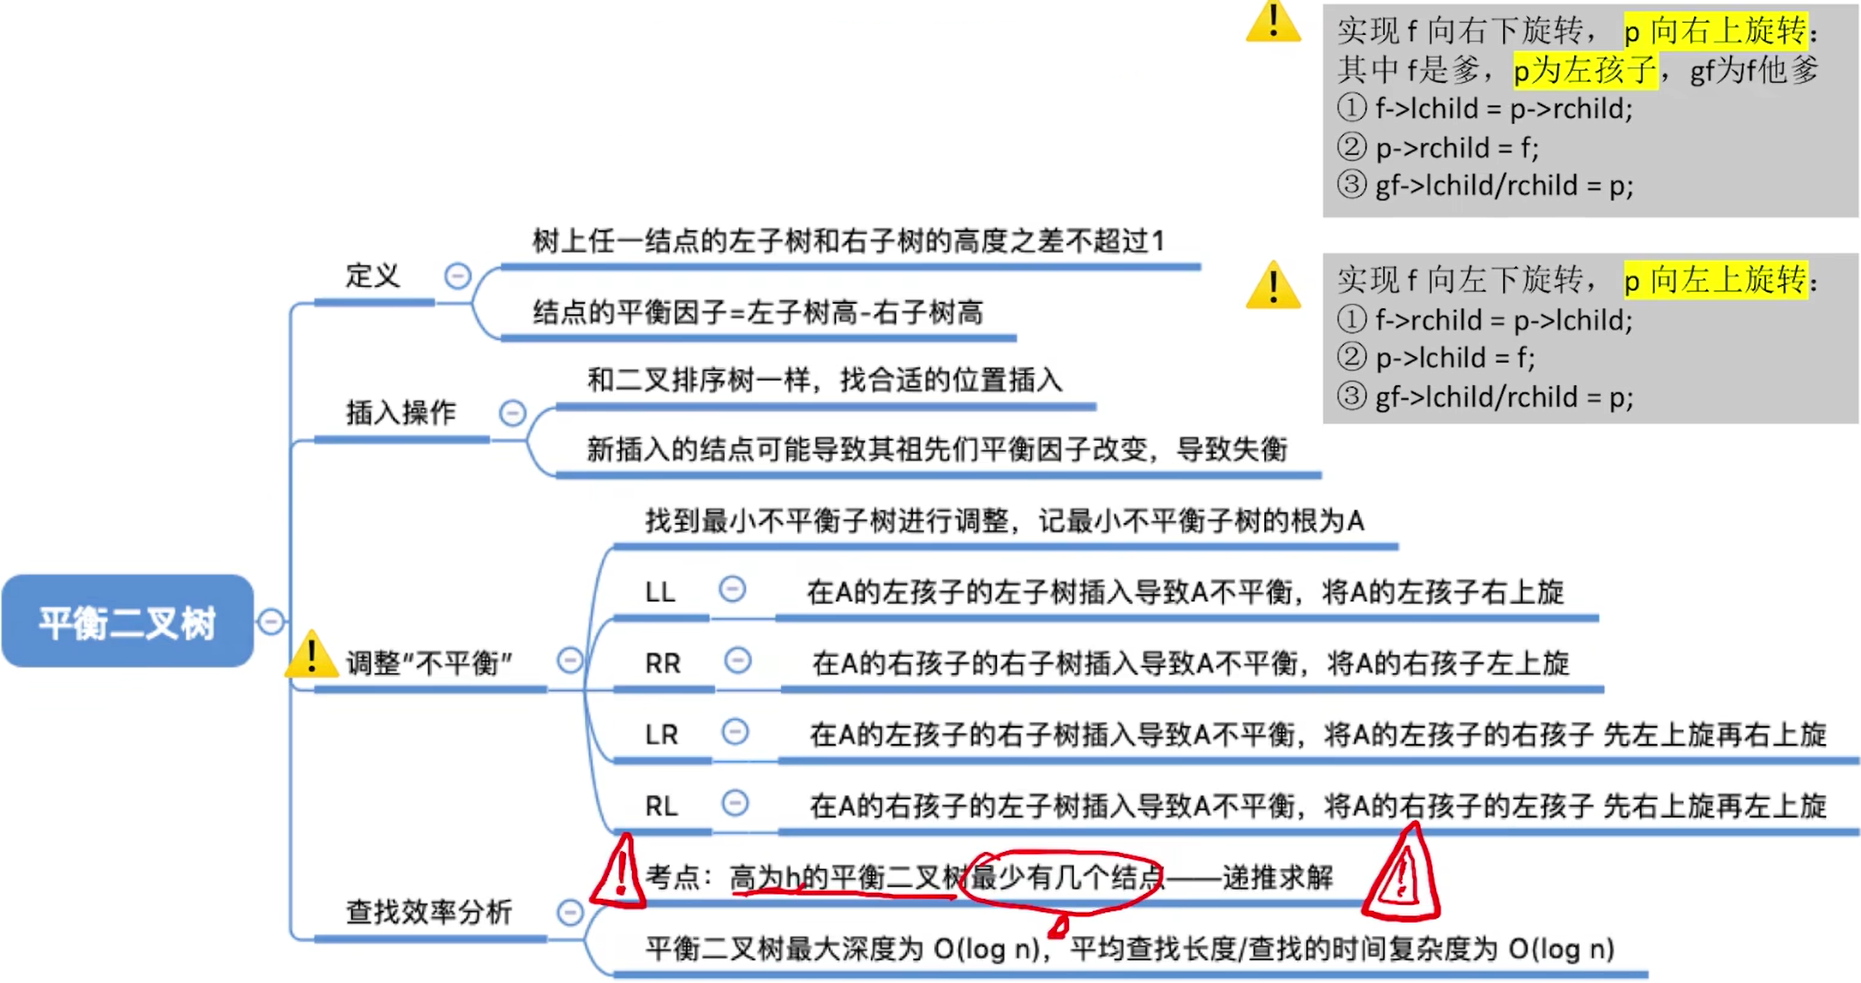 实现 f 向右下旋转， p 向右上旋转：
其中 f是爹，p为左孩子，gf为f他爹
① f->lchild = p->rchild;
② p->rchild = f;
③ gf->lchild/rchild = p;
实现 f 向左下旋转， p 向左上旋转：
① f->rchild = p->lchild;
② p->lchild = f;
③ gf->lchild/rchild = p;
平衡二叉树
定义
树上任一结点的左子树和右子树的高度之差不超过1
结点的平衡因子=左子树高-右子树高
插入操作
和二叉排序树一样，找合适的位置插入
新插入的结点可能导致其祖先们平衡因子改变，导致失衡
调整“不平衡”
找到最小不平衡子树进行调整，记最小不平衡子树的根为A
LL 在A的左孩子的左子树插入导致A不平衡，将A的左孩子右上旋
RR 在A的右孩子的右子树插入导致A不平衡，将A的右孩子左上旋
LR 在A的左孩子的右子树插入导致A不平衡，将A的左孩子的右孩子 先左上旋再右上旋
RL 在A的右孩子的左子树插入导致A不平衡，将A的右孩子的左孩子 先右上旋再左上旋
查找效率分析
考点：高为h的平衡二叉树最少有几个结点——递推求解
平衡二叉树最大深度为 O(log n)，平均查找长度/查找的时间复杂度为 O(log n)